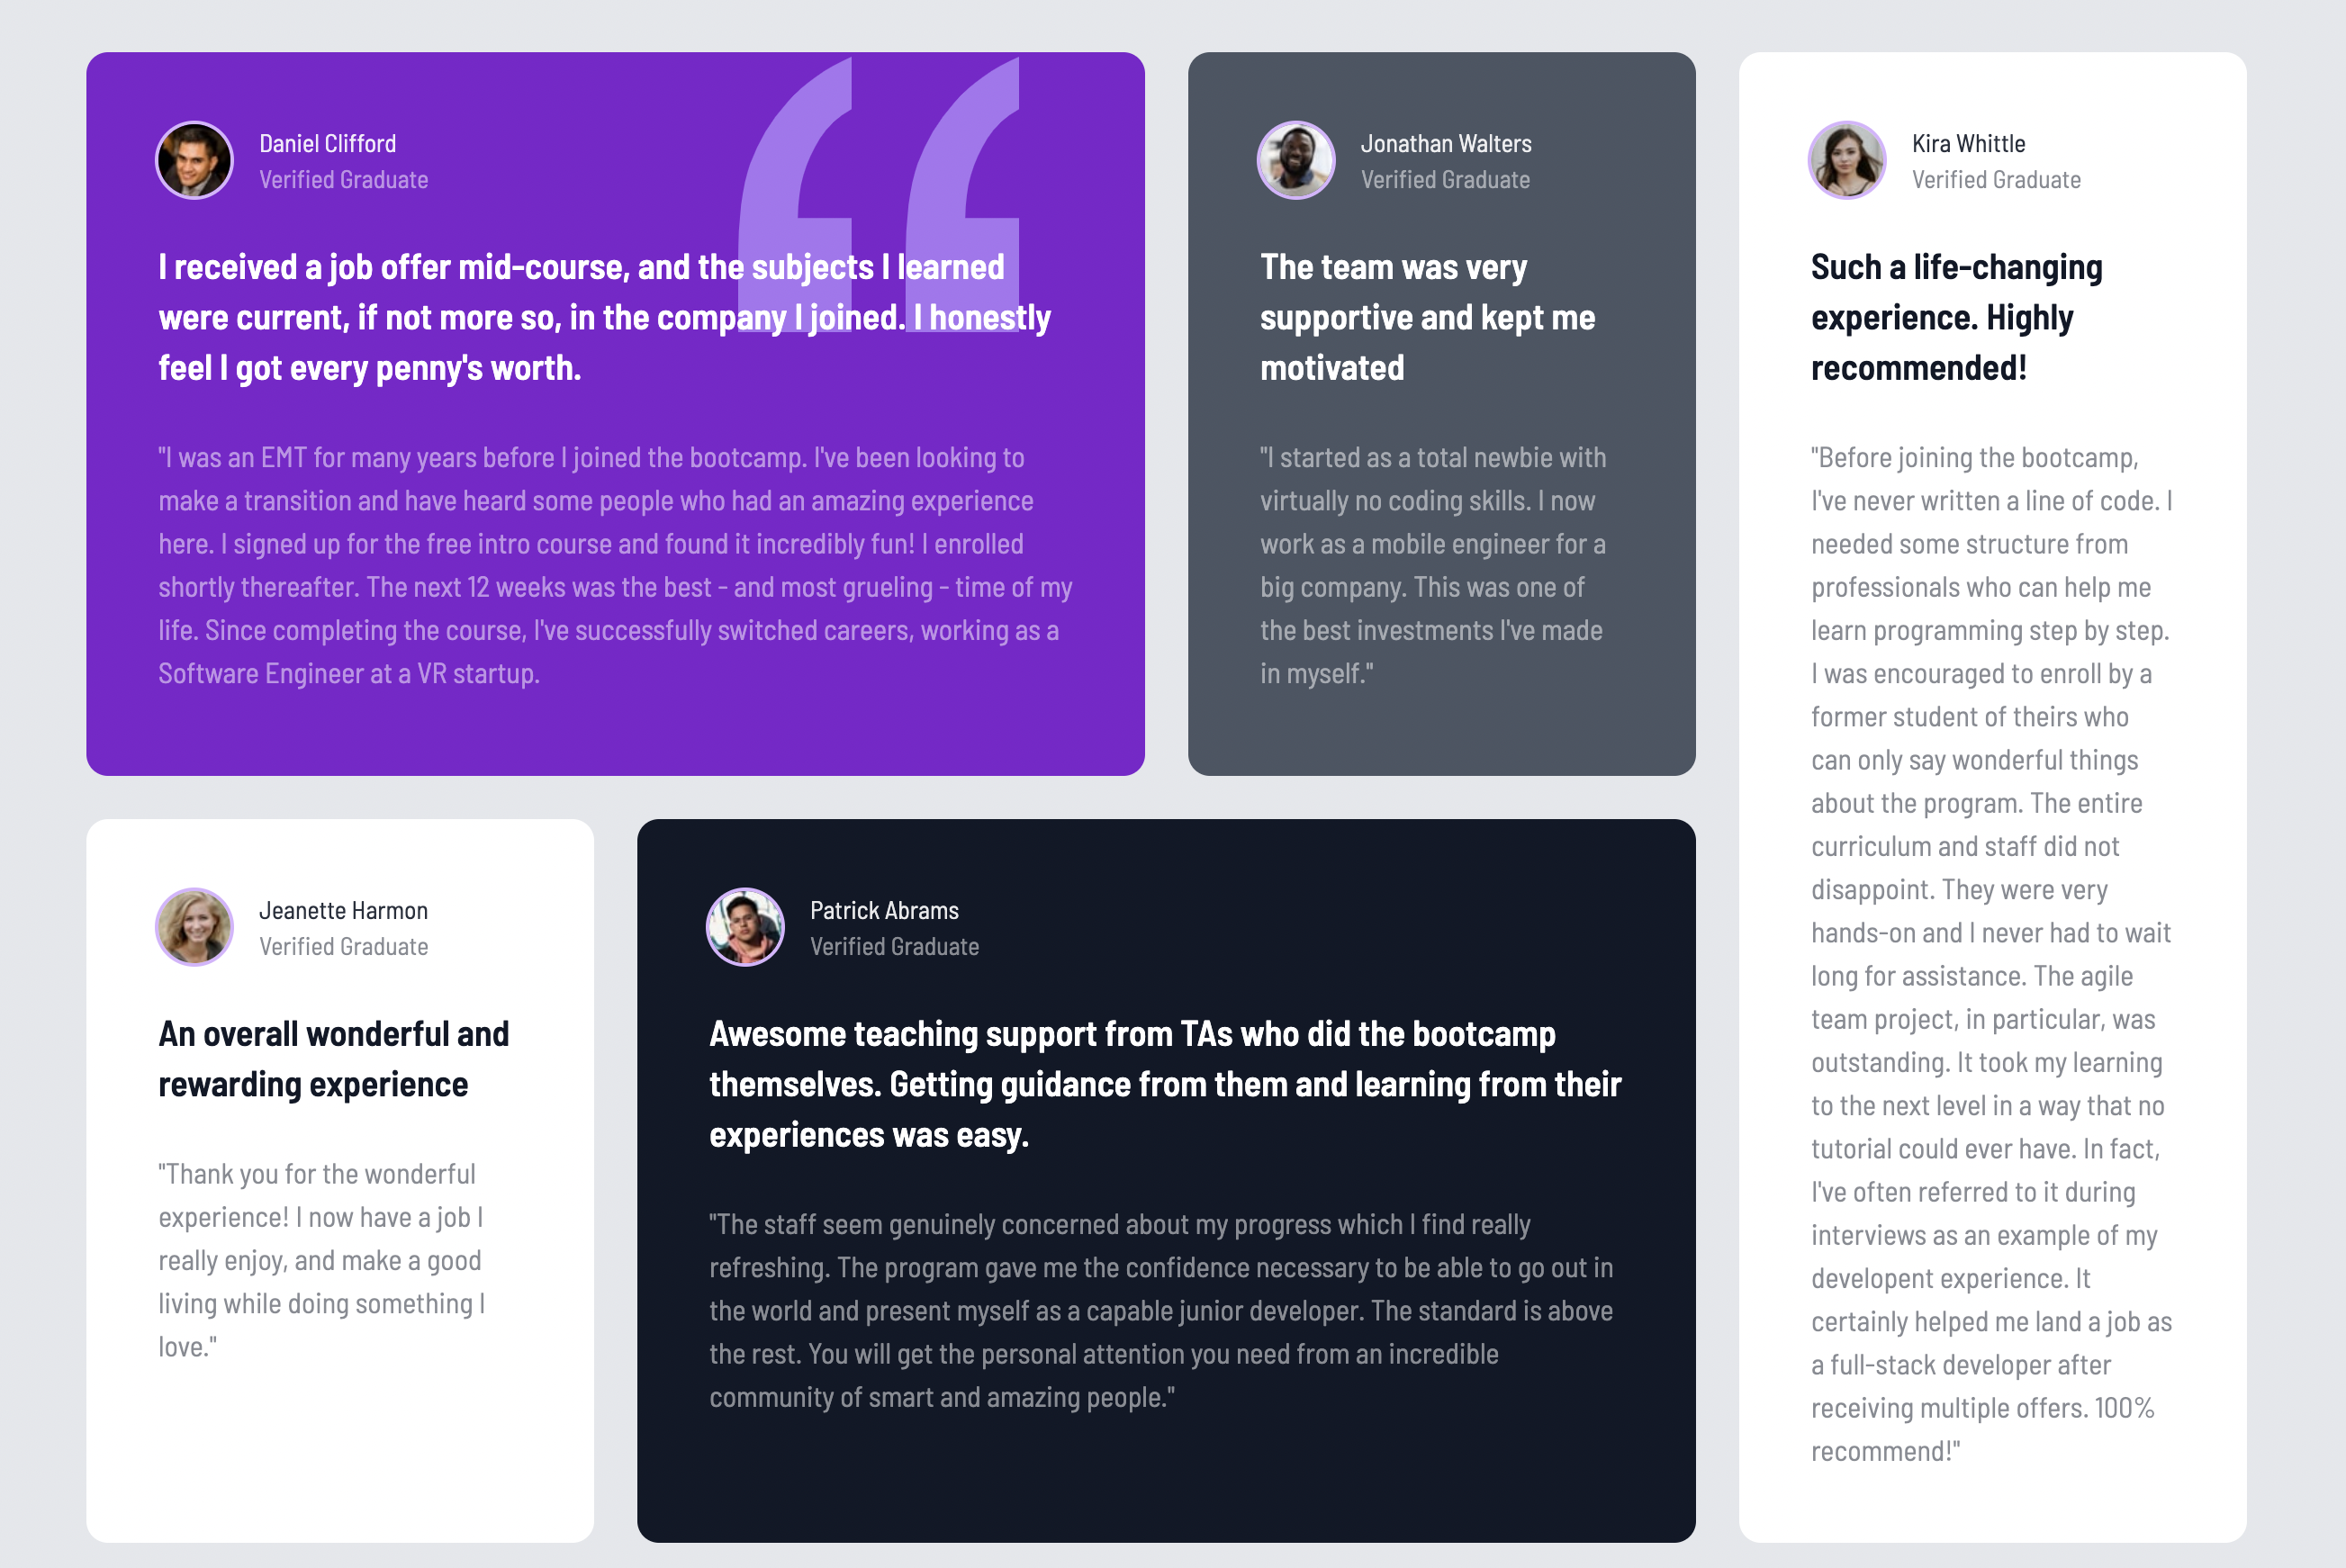 Daniel Clifford
Verified Graduate
I received a job offer mid-course, and the subjects I learned
were current, if not more so, in the company I joined. I honestly
feel I got every penny's worth.
"I was an EMT for many years before I joined the bootcamp. I've been looking to
make a transition and have heard some people who had an amazing experience
here. I signed up for the free intro course and found it incredibly fun! I enrolled
shortly thereafter. The next 12 weeks was the best - and most grueling - time of my
life. Since completing the course, I've successfully switched careers, working as a
Software Engineer at a VR startup.
Jonathan Walters
Verified Graduate
The team was very
supportive and kept me
motivated
"I started as a total newbie with
virtually no coding skills. I now
work as a mobile engineer for a
big company. This was one of
the best investments I've made
in myself."
Kira Whittle
Verified Graduate
Such a life-changing
experience. Highly
recommended!
"Before joining the bootcamp,
I've never written a line of code. I
needed some structure from
professionals who can help me
learn programming step by step.
I was encouraged to enroll by a
former student of theirs who
can only say wonderful things
about the program. The entire
curriculum and staff did not
disappoint. They were very
hands-on and I never had to wait
long for assistance. The agile
team project, in particular, was
outstanding. It took my learning
to the next level in a way that no
tutorial could ever have. In fact,
I've often referred to it during
interviews as an example of my
developent experience. It
certainly helped me land a job as
a full-stack developer after
receiving multiple offers. 100%
recommend!"
Jeanette Harmon
Verified Graduate
An overall wonderful and
rewarding experience
"Thank you for the wonderful
experience! I now have a job I
really enjoy, and make a good
living while doing something I
love."
Patrick Abrams
Verified Graduate
Awesome teaching support from TAs who did the bootcamp
themselves. Getting guidance from them and learning from their
experiences was easy.
"The staff seem genuinely concerned about my progress which I find really
refreshing. The program gave me the confidence necessary to be able to go out in
the world and present myself as a capable junior developer. The standard is above
the rest. You will get the personal attention you need from an incredible
community of smart and amazing people."